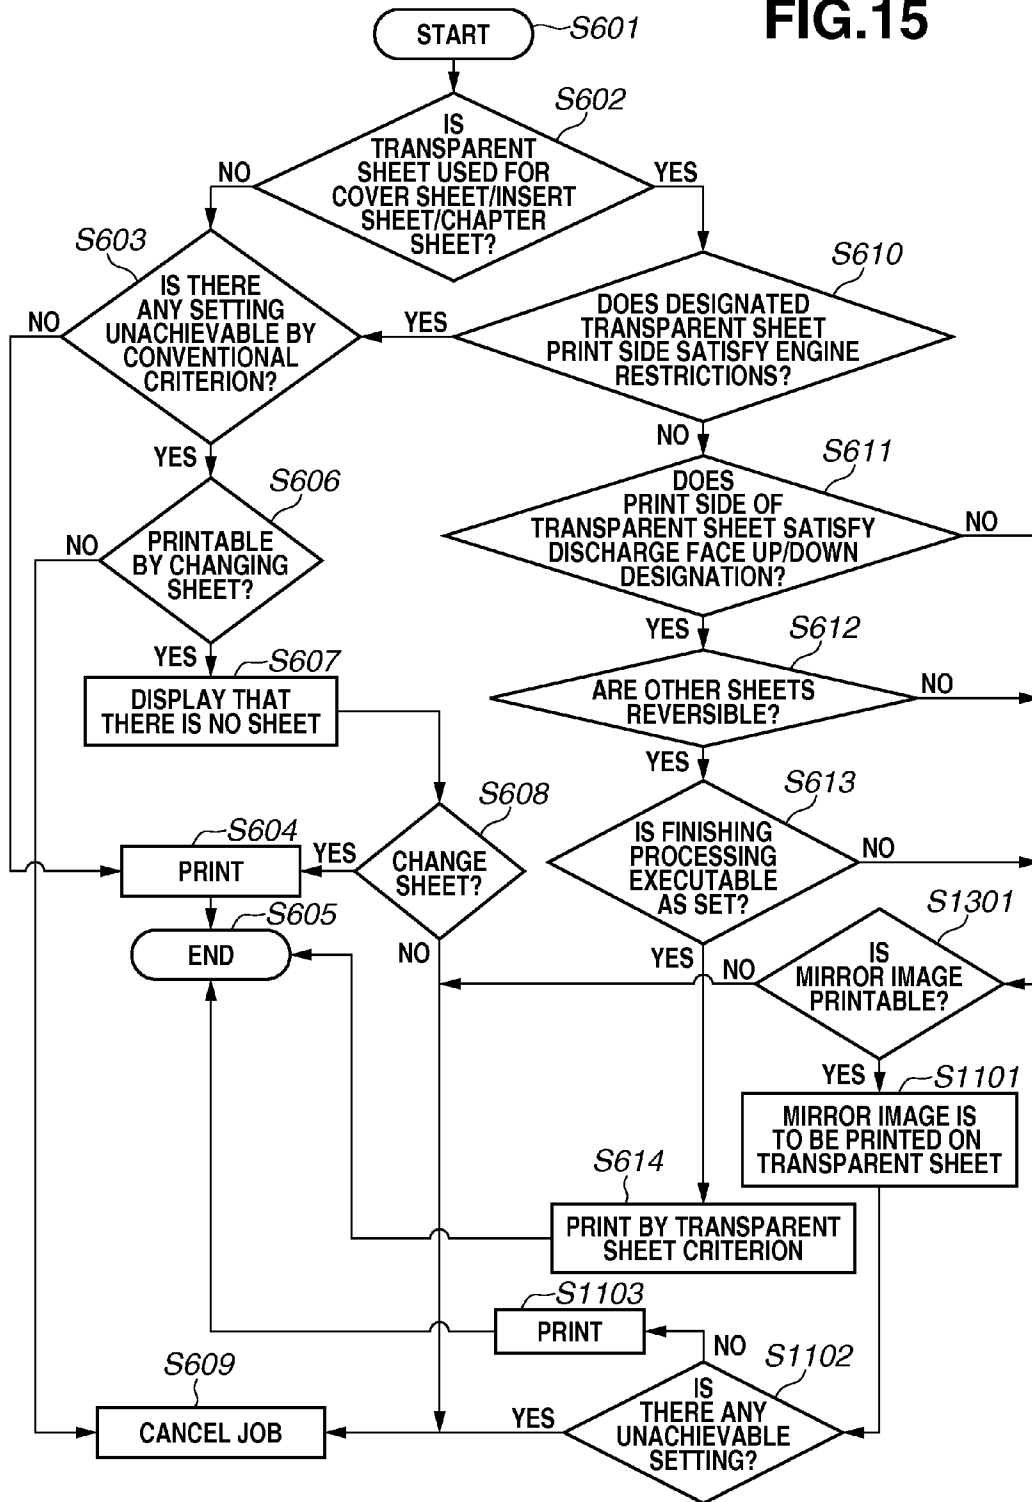 FIG.15
START
S601
S602
IS
TRANSPARENT
SHEET USED FOR
COVER SHEET/INSERT
SHEET/CHAPTER
SHEET?
NO
YES
S603
IS THERE
ANY SETTING
UNACHIEVABLE BY
CONVENTIONAL
CRITERION?
NO
YES
S610
DOES DESIGNATED
TRANSPARENT SHEET
PRINT SIDE SATISFY ENGINE
RESTRICTIONS?
YES
NO
S606
PRINTABLE
BY CHANGING
SHEET?
NO
YES
S611
DOES
PRINT SIDE OF
TRANSPARENT SHEET SATISFY
DISCHARGE FACE UP/DOWN
DESIGNATION?
NO
YES
S607
DISPLAY THAT
THERE IS NO SHEET
S612
ARE OTHER SHEETS
REVERSIBLE?
NO
YES
S608
CHANGE
SHEET?
YES
NO
S604
PRINT
S605
END
S613
IS FINISHING
PROCESSING
EXECUTABLE
AS SET?
NO
YES
S1301
IS
MIRROR IMAGE
PRINTABLE?
NO
YES
S1101
MIRROR IMAGE IS
TO BE PRINTED ON
TRANSPARENT SHEET
S614
PRINT BY TRANSPARENT
SHEET CRITERION
S1103
PRINT
NO
S1102
IS
THERE ANY
UNACHIEVABLE
SETTING?
YES
S609
CANCEL JOB